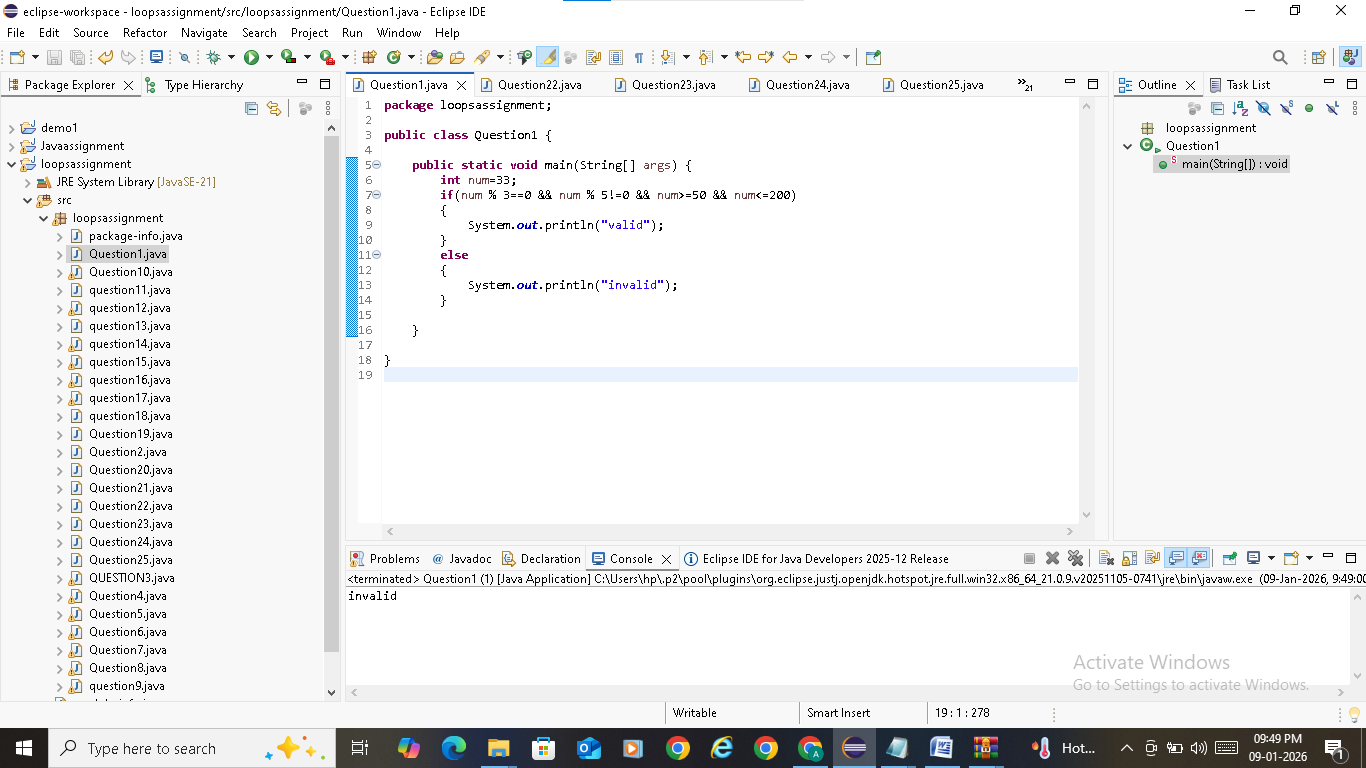 eclipse-workspace - loopsassignment/src/loopsassignment/Question1.java - Eclipse IDE
File Edit Source Refactor Navigate Search Project Run Window Help
Package Explorer Type Hierarchy
demo1
Javaassignment
loopsassignment
JRE System Library [JavaSE-21]
src
loopsassignment
package-info.java
Question1.java
Question10.java
question11.java
question12.java
question13.java
question14.java
question15.java
question16.java
question17.java
question18.java
Question19.java
Question2.java
Question20.java
Question21.java
Question22.java
Question23.java
Question24.java
Question25.java
QUESTION3.java
Question4.java
Question5.java
Question6.java
Question7.java
Question8.java
question9.java
Question1.java Question22.java Question23.java Question24.java Question25.java 21
1 package loopsassignment;
2
3 public class Question1 {
4
5 public static void main(String[] args) {
6 int num=33;
7 if(num % 3==0 && num % 5!=0 && num>=50 && num<=200)
8 {
9 System.out.println("valid");
10 }
11 else
12 {
13 System.out.println("invalid");
14 }
15
16 }
17
18 }
19
Outline Task List
loopsassignment
Question1
main(String[]) : void
Problems Javadoc Declaration Console Eclipse IDE for Java Developers 2025-12 Release
<terminated> Question1 (1) [Java Application] C:\Users\hp\.p2\pool\plugins\org.eclipse.justj.openjdk.hotspot.jre.full.win32.x86_64_21.0.9.v20251105-0741\jre\bin\javaw.exe (09-Jan-2026, 9:49:00
invalid
Activate Windows
Go to Settings to activate Windows.
Writable Smart Insert 19 : 1 : 278
Type here to search
Hot...
09:49 PM
09-01-2026
1